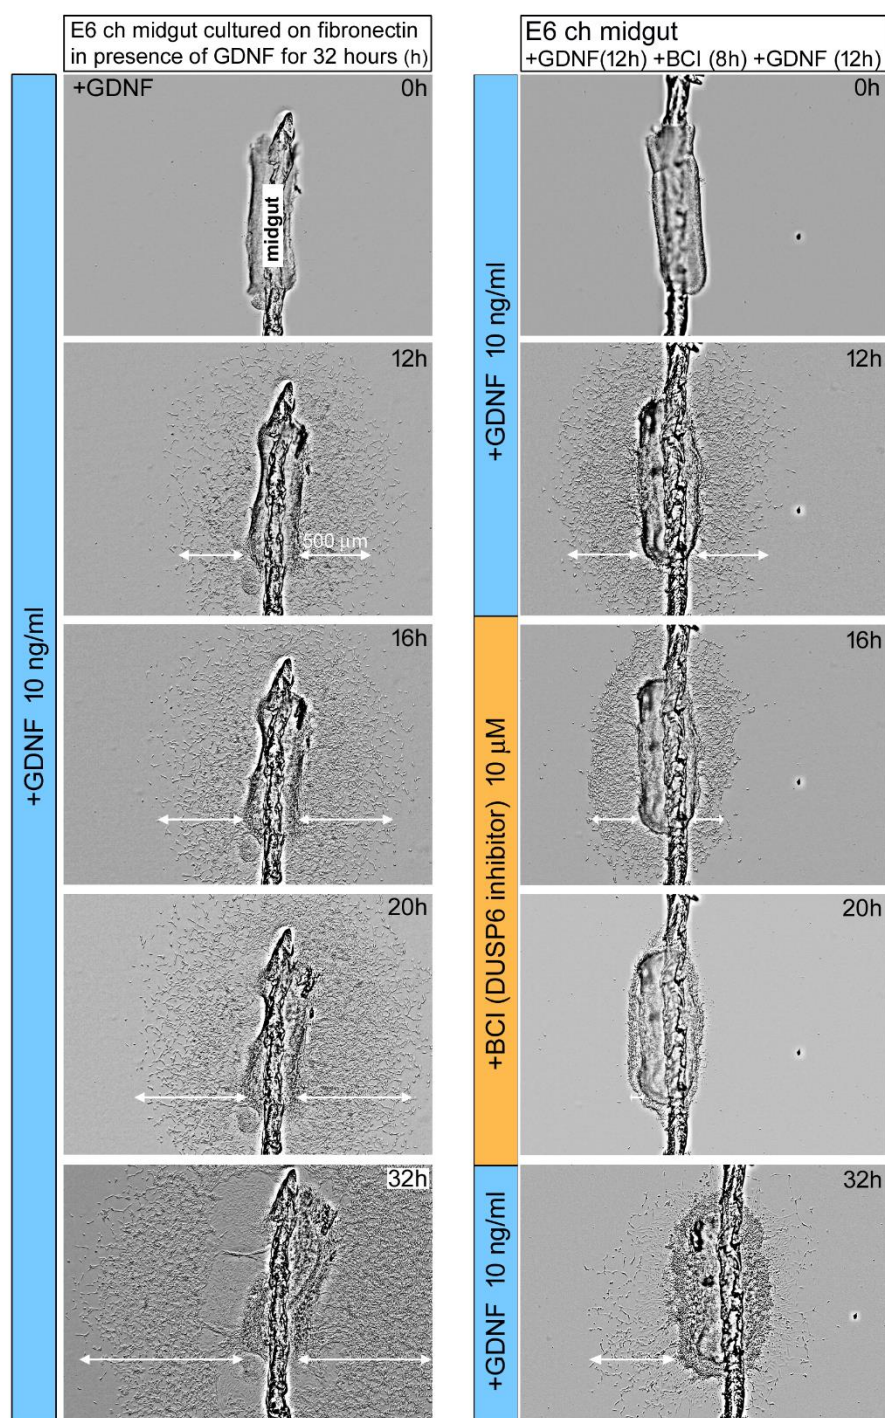 E6 ch midgut cultured on fibronectin
in presence of GDNF for 32 hours (h)
+GDNF 10 ng/ml
+GDNF
0h
midgut
12h
500 μm
16h
20h
32h
E6 ch midgut
+GDNF(12h) +BCI (8h) +GDNF (12h)
+GDNF 10 ng/ml
0h
12h
+BCI (DUSP6 inhibitor) 10 μM
16h
20h
+GDNF 10 ng/ml
32h